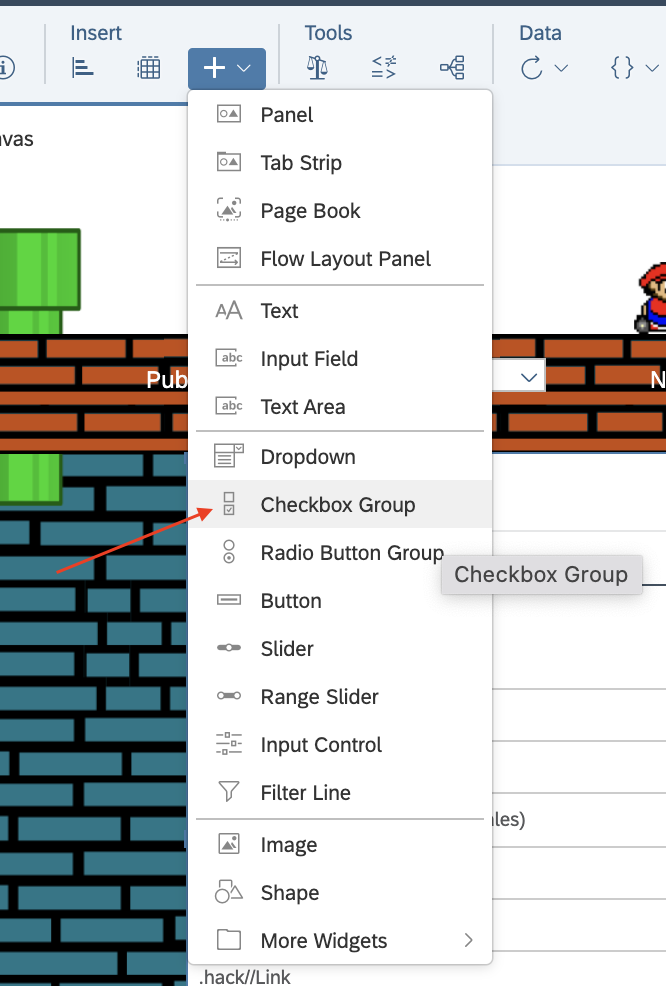 Insert
Tools
Data
Panel
Tab Strip
Page Book
Flow Layout Panel
Text
Input Field
abc
Text Area
abc
Dropdown
Checkbox Group
Radio Button Group
Checkbox Group
Button
Slider
Range Slider
Input Control
Filter Line
Image
Shape
More Widgets
vas
Pub
N
les)
.hack//Link